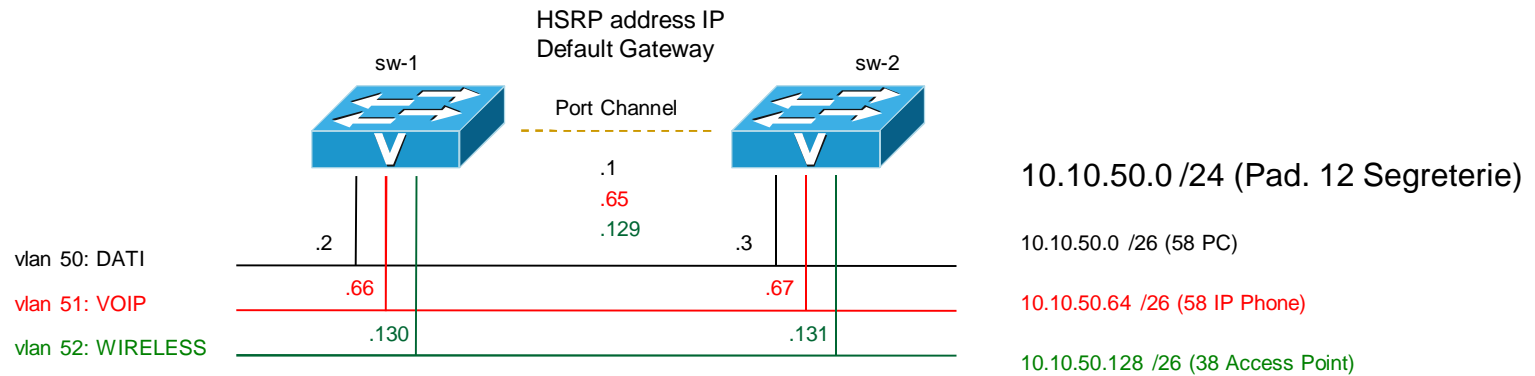 HSRP address IP
Default Gateway
sw-1
sw-2
Port Channel
V
V
.1
.65
.129
10.10.50.0 /24 (Pad. 12 Segreterie)
vlan 50: DATI
.2
.3
10.10.50.0 /26 (58 PC)
vlan 51: VOIP
.66
.67
10.10.50.64 /26 (58 IP Phone)
vlan 52: WIRELESS
.130
.131
10.10.50.128 /26 (38 Access Point)